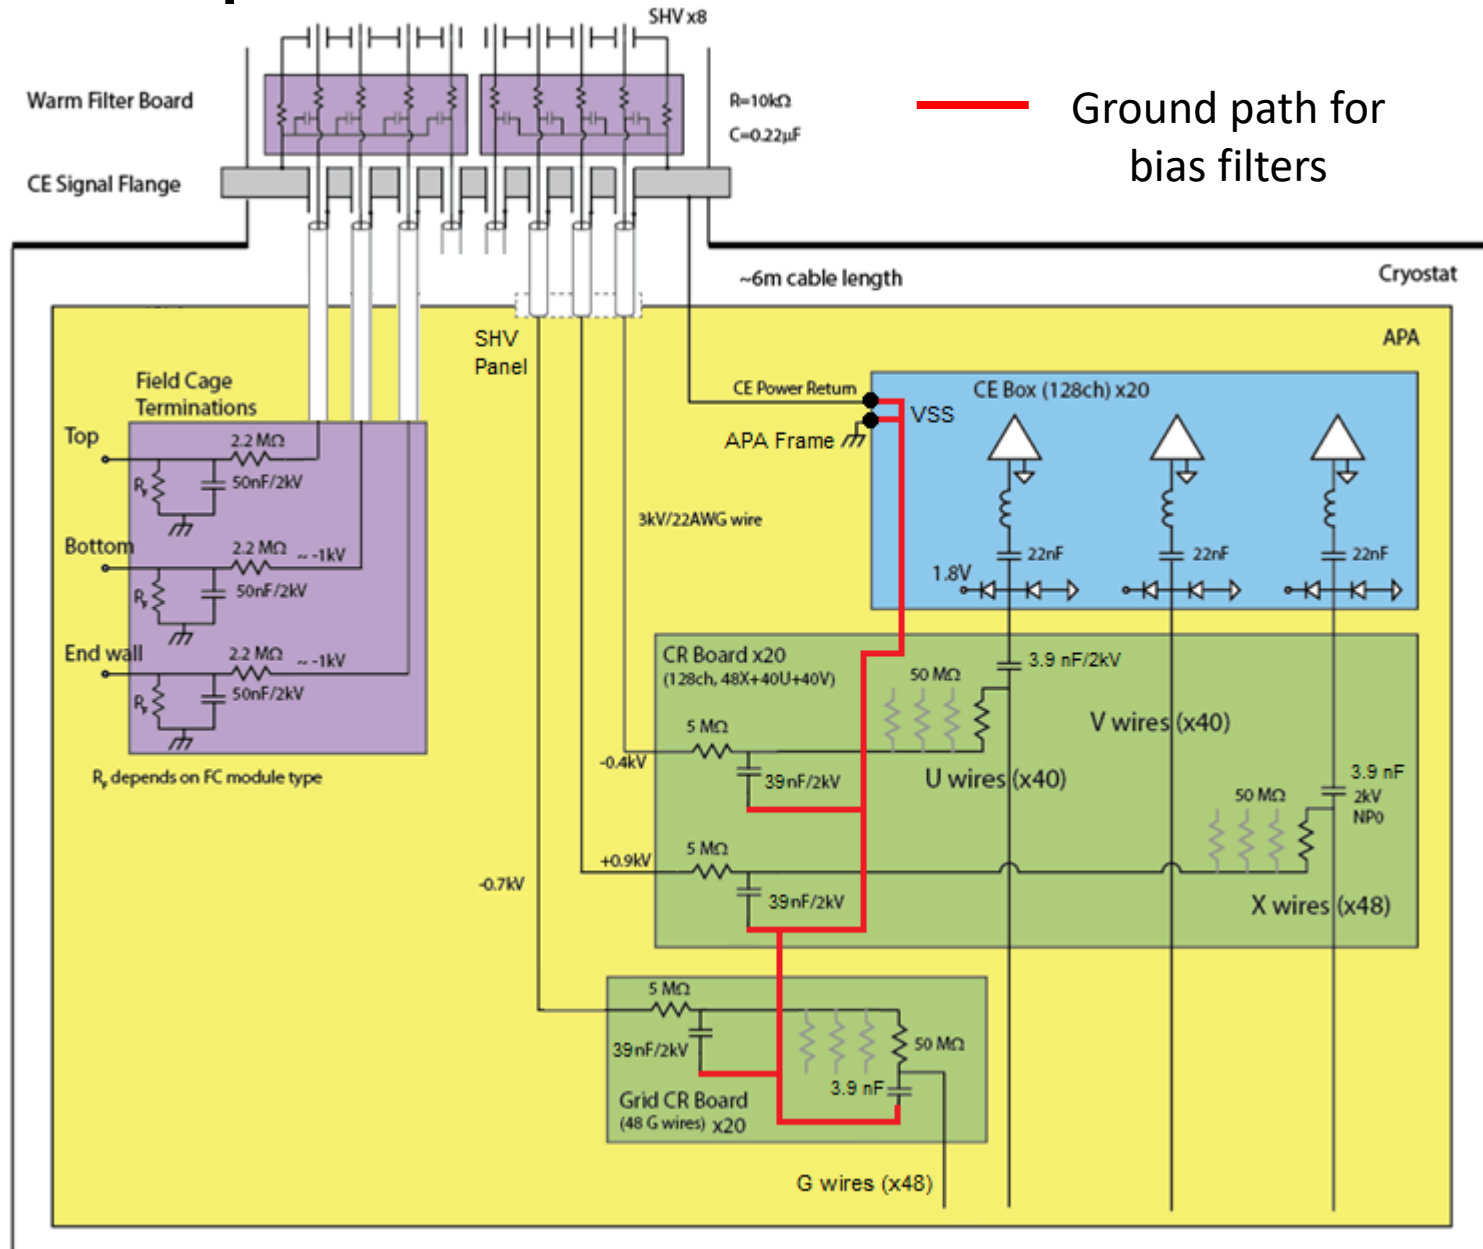 SHV x8
Warm Filter Board
R=10kΩ
C=0.22µF
Ground path for
bias filters
CE Signal Flange
~6m cable length
Cryostat
SHV
Panel
APA
Field Cage
Terminations
CE Power Return
CE Box (128ch) x20
VSS
APA Frame
Top
2.2 MΩ
50nF/2kV
3kV/22AWG wire
Bottom
2.2 MΩ
~ -1kV
50nF/2kV
22nF
22nF
22nF
1.8V
End wall
2.2 MΩ
~ -1kV
50nF/2kV
CR Board x20
(128ch, 48X+40U+40V)
3.9 nF/2kV
50 MΩ
5 MΩ
V wires (x40)
-0.4kV
39nF/2kV
U wires (x40)
3.9 nF
2kV
NP0
50 MΩ
5 MΩ
+0.9kV
39nF/2kV
X wires (x48)
-0.7kV
5 MΩ
39nF/2kV
50 MΩ
3.9 nF
Grid CR Board
(48 G wires) x20
G wires (x48)
depends on FC module type